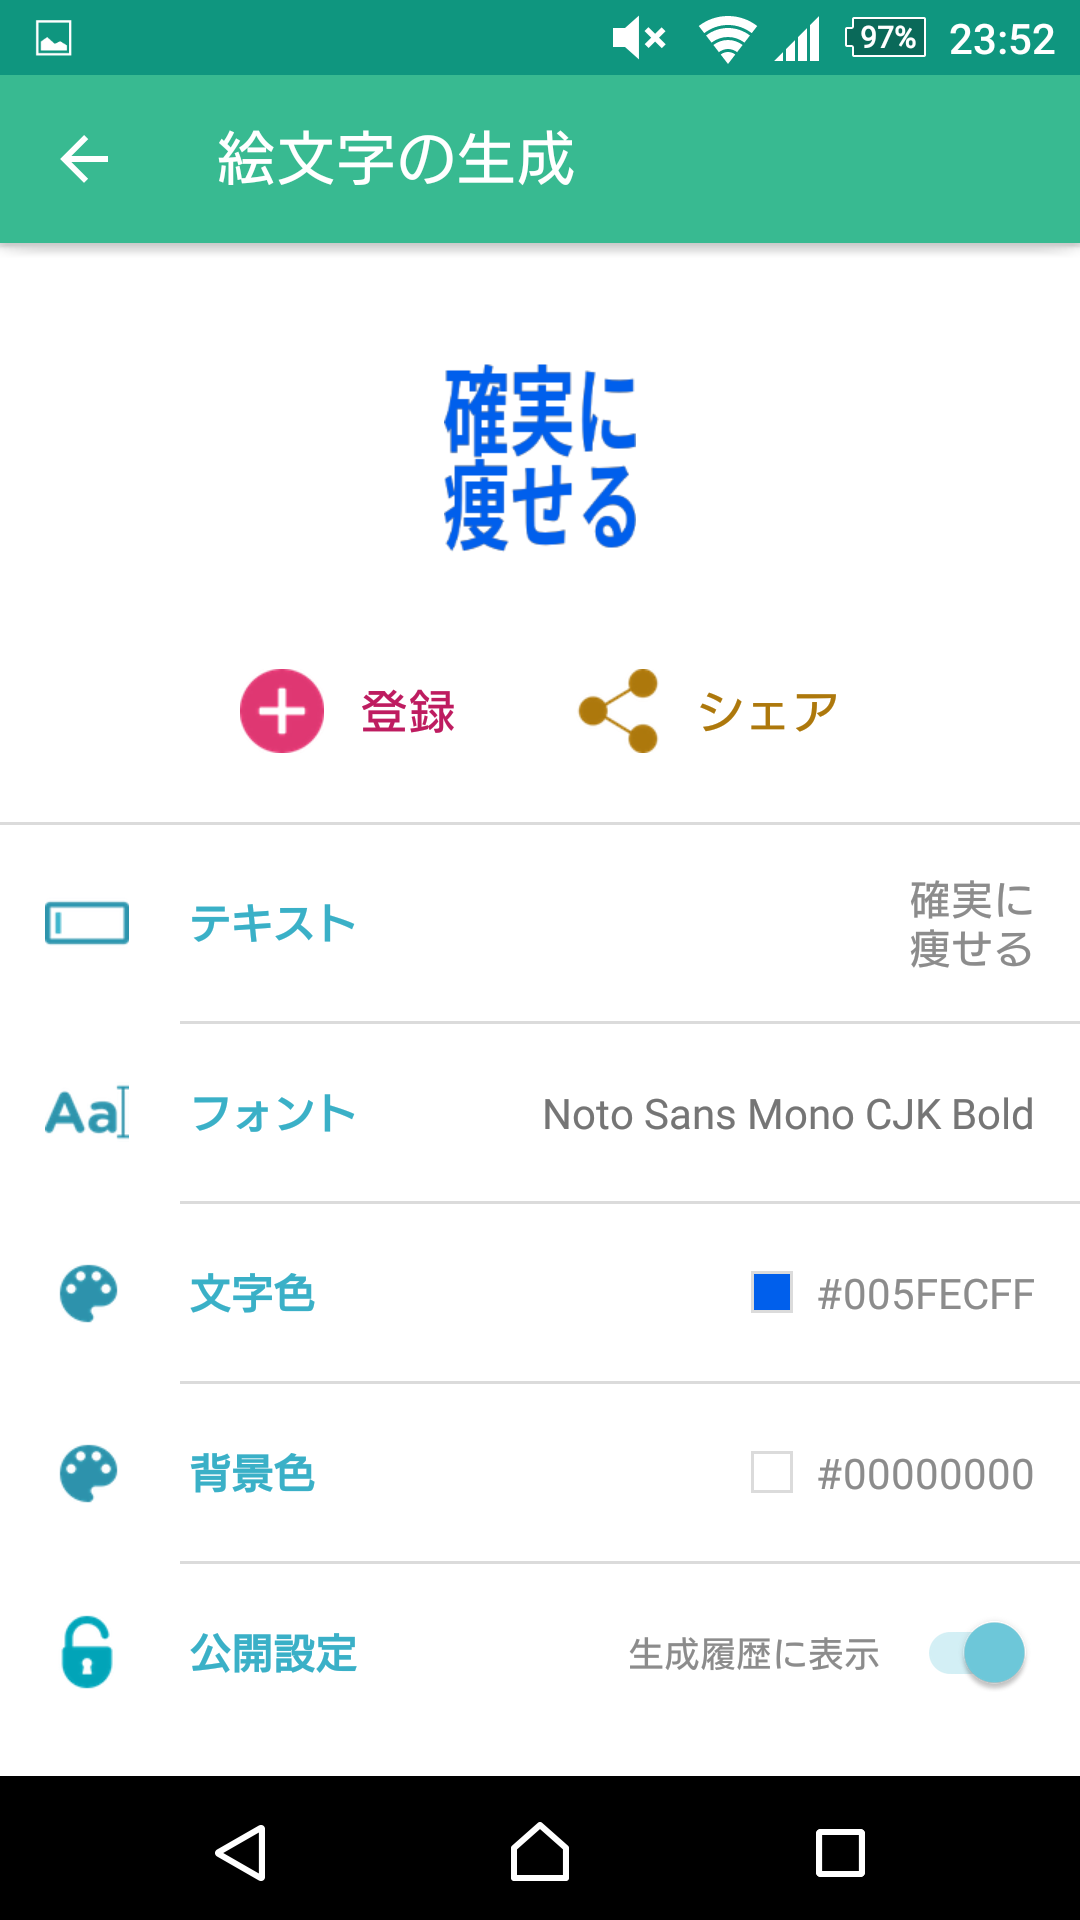 97% 23:52
絵文字の生成
確実に
痩せる
登録 シェア
テキスト 確実に
痩せる
Aa フォント Noto Sans Mono CJK Bold
文字色 #005FECFF
背景色 #00000000
公開設定 生成履歴に表示